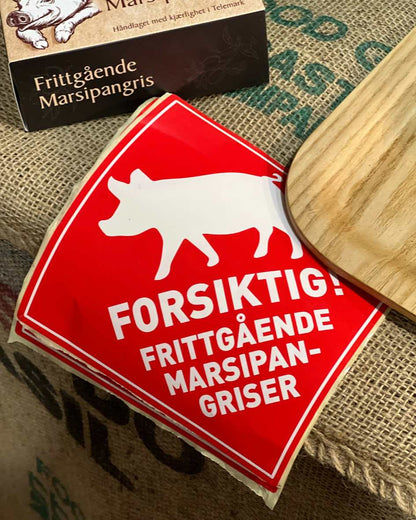 Håndlaget med kjærlighet i Telemark
Frittgående
Marsipangris
FORSIKTIG!
FRITTGÅENDE
MARSIPAN-
GRISER